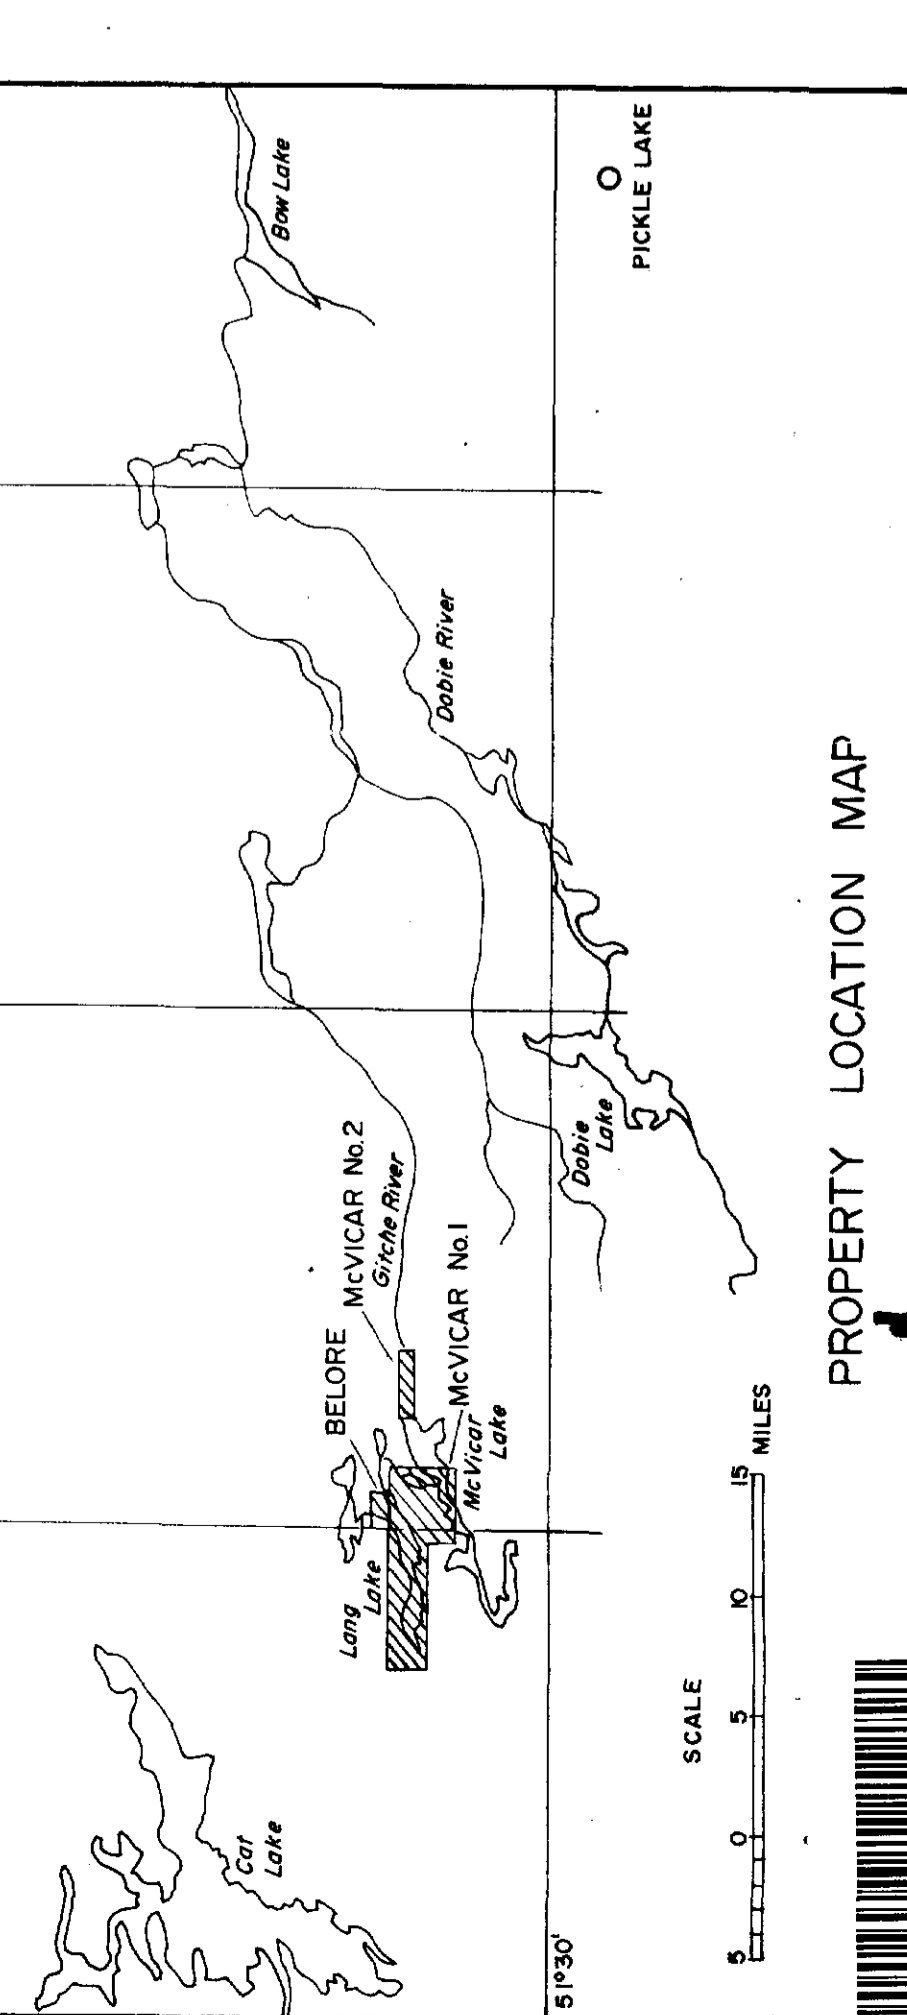 Bow Lake
PICKLE LAKE
Dobie River
McVICAR No.2
Gitche River
BELORE
McVICAR No.1
McVicar
Lake
Dobie
Lake
Lang
Lake
Cat
Lake
51°30'
SCALE
5 0 5 10 15 MILES
PROPERTY LOCATION MAP